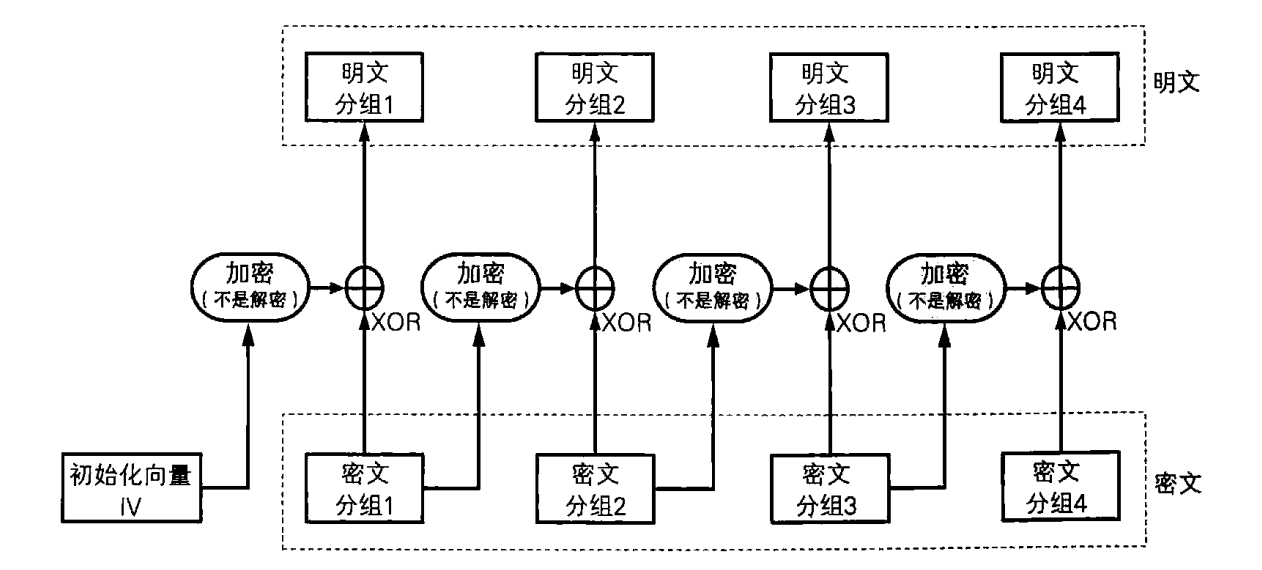 明文
分组1
明文
分组2
明文
分组3
明文
分组4
明文
加密
(不是解密)
XOR
加密
(不是解密)
XOR
加密
(不是解密)
XOR
加密
(不是解密)
XOR
初始化向量
IV
密文
分组1
密文
分组2
密文
分组3
密文
分组4
密文